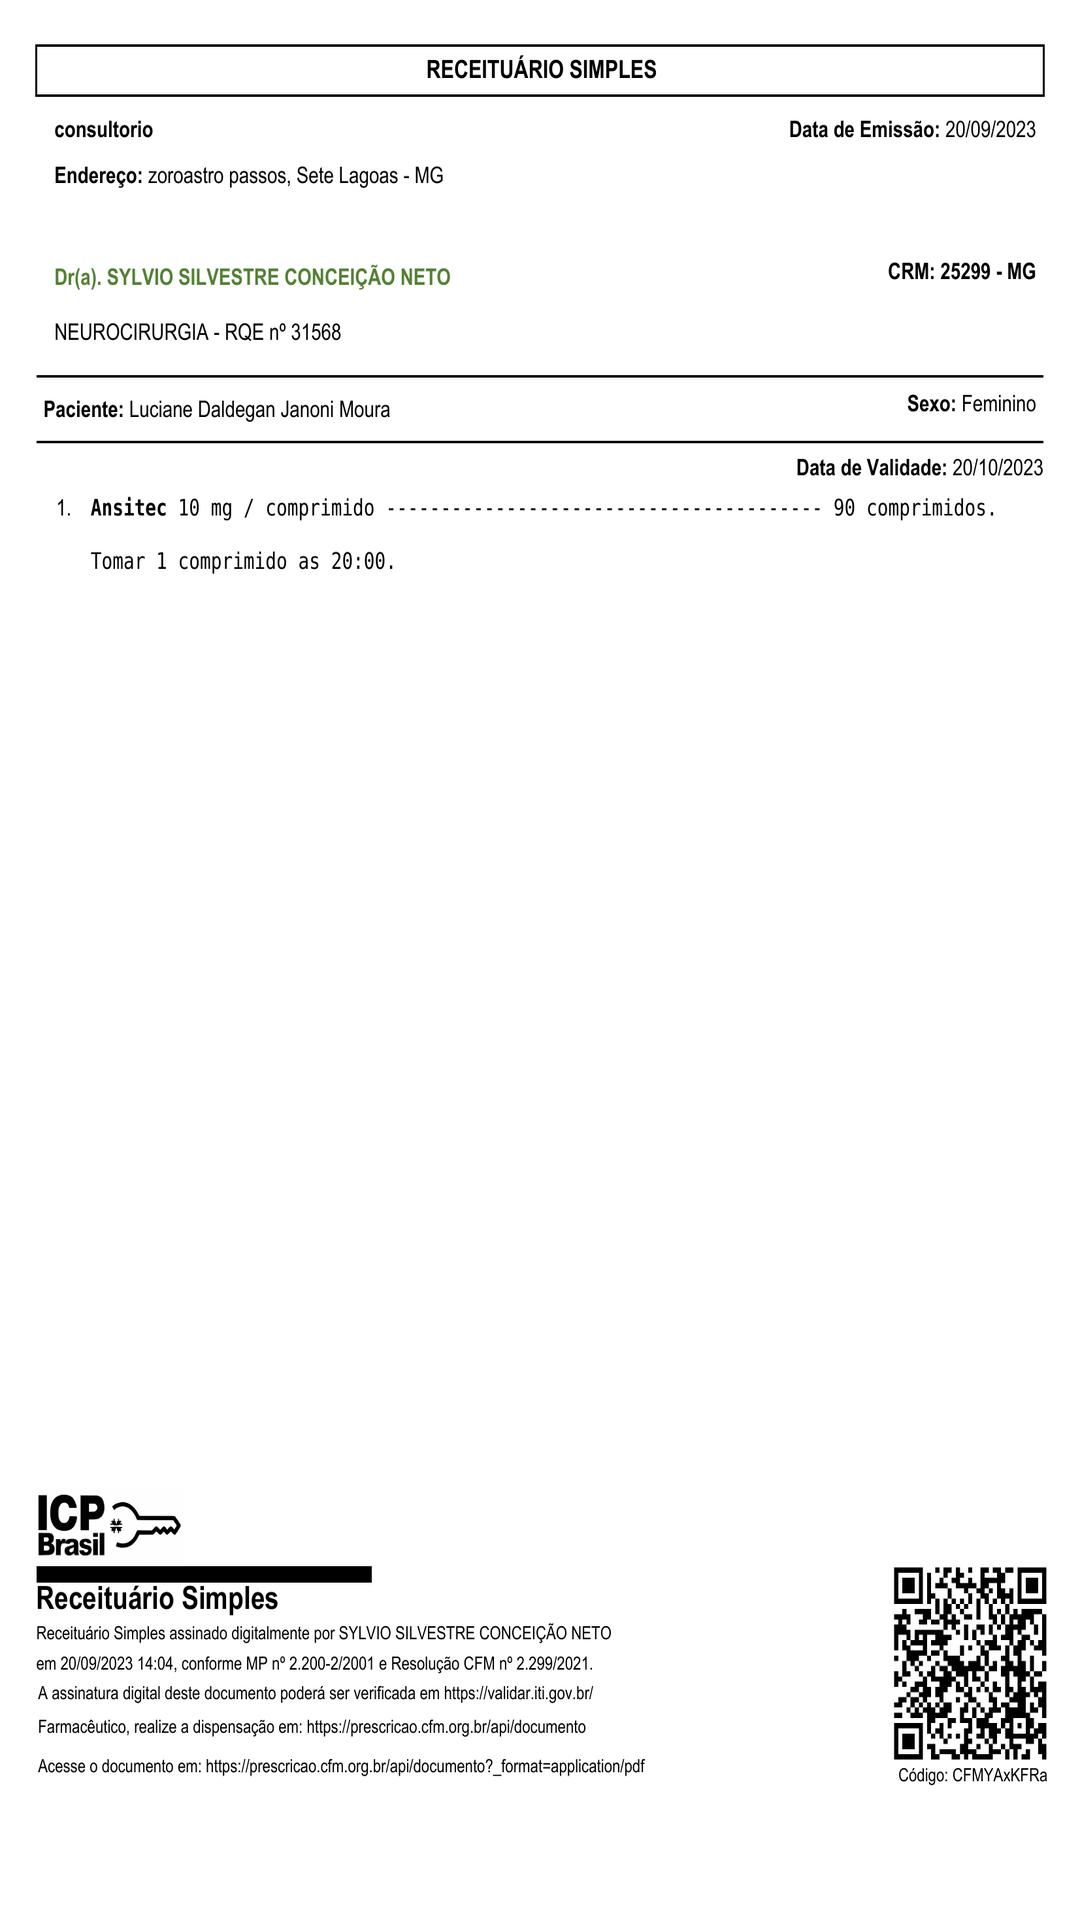 RECEITUÁRIO SIMPLES
consultorio
Data de Emissão: 20/09/2023
Endereço: zoroastro passos, Sete Lagoas - MG
Dr(a). SYLVIO SILVESTRE CONCEIÇÃO NETO
CRM: 25299 - MG
NEUROCIRURGIA - RQE nº 31568
Paciente: Luciane Daldegan Janoni Moura
Sexo: Feminino
Data de Validade: 20/10/2023
1. Ansitec 10 mg / comprimido ---------------------------------------- 90 comprimidos.
Tomar 1 comprimido as 20:00.
ICP
Brasil
Receituário Simples
Receituário Simples assinado digitalmente por SYLVIO SILVESTRE CONCEIÇÃO NETO
em 20/09/2023 14:04, conforme MP nº 2.200-2/2001 e Resolução CFM nº 2.299/2021.
A assinatura digital deste documento poderá ser verificada em https://validar.iti.gov.br/
Farmacêutico, realize a dispensação em: https://prescricao.cfm.org.br/api/documento
Acesse o documento em: https://prescricao.cfm.org.br/api/documento?_format=application/pdf
Código: CFMYAxKFRa